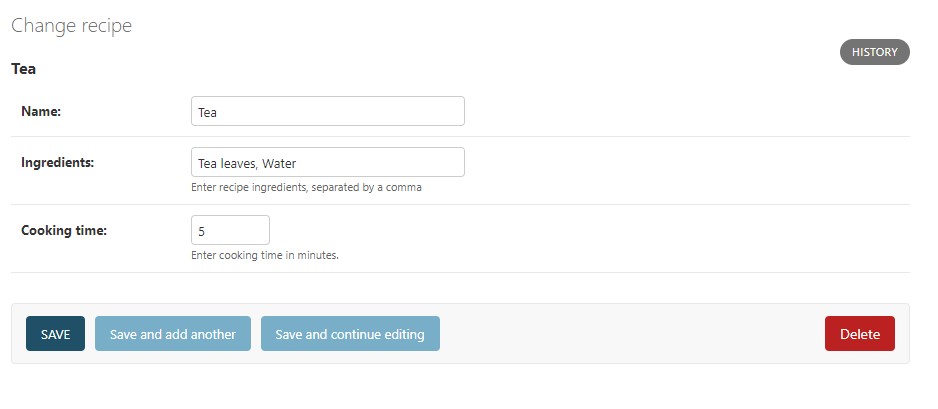 Change recipe
HISTORY
Tea
Name: Tea
Ingredients: Tea leaves, Water
Enter recipe ingredients, separated by a comma
Cooking time: 5
Enter cooking time in minutes.
SAVE Save and add another Save and continue editing Delete